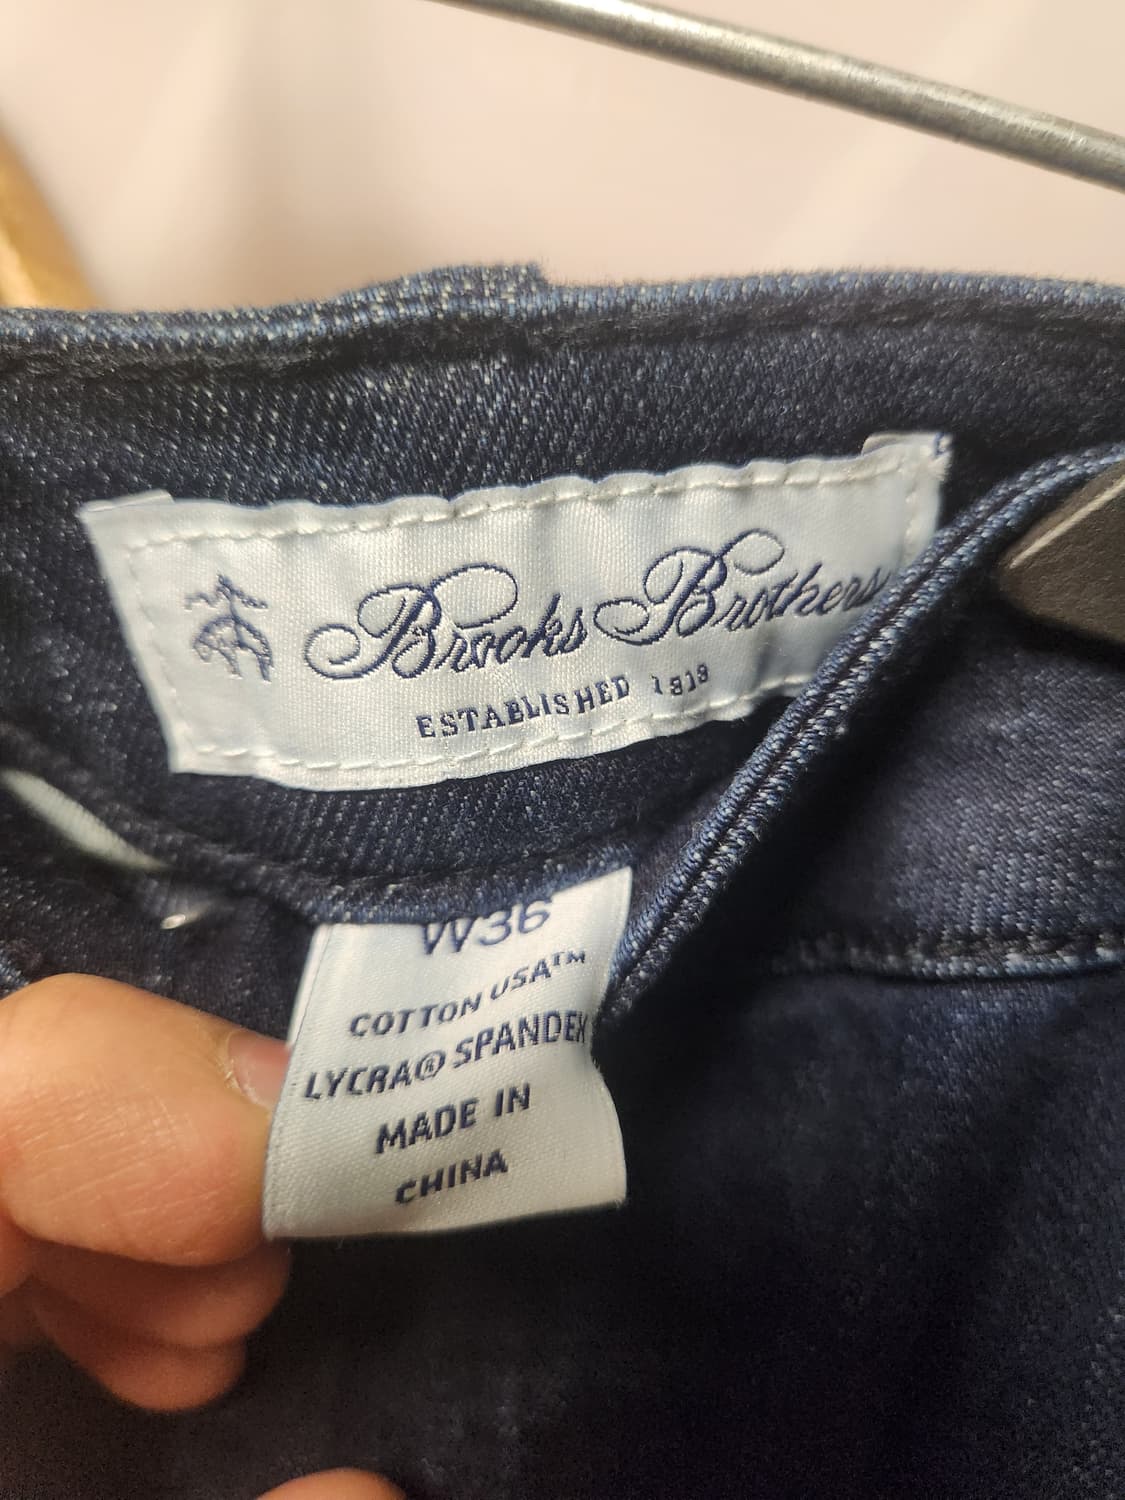 Brooks Brothers
ESTABLISHED 1818
W36
COTTON USA™
LYCRA® SPANDEX
MADE IN
CHINA